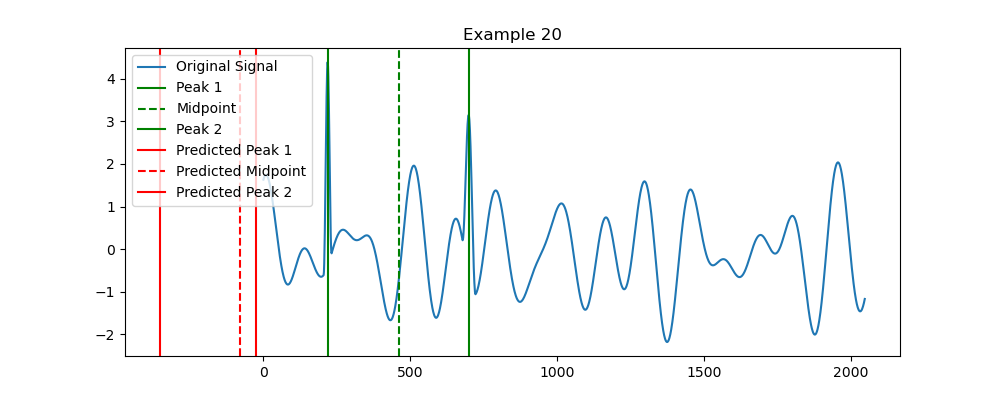 Example 20
Original Signal
Peak 1
Midpoint
Peak 2
Predicted Peak 1
Predicted Midpoint
Predicted Peak 2
4
3
2
1
0
−1
−2
0 500 1000 1500 2000